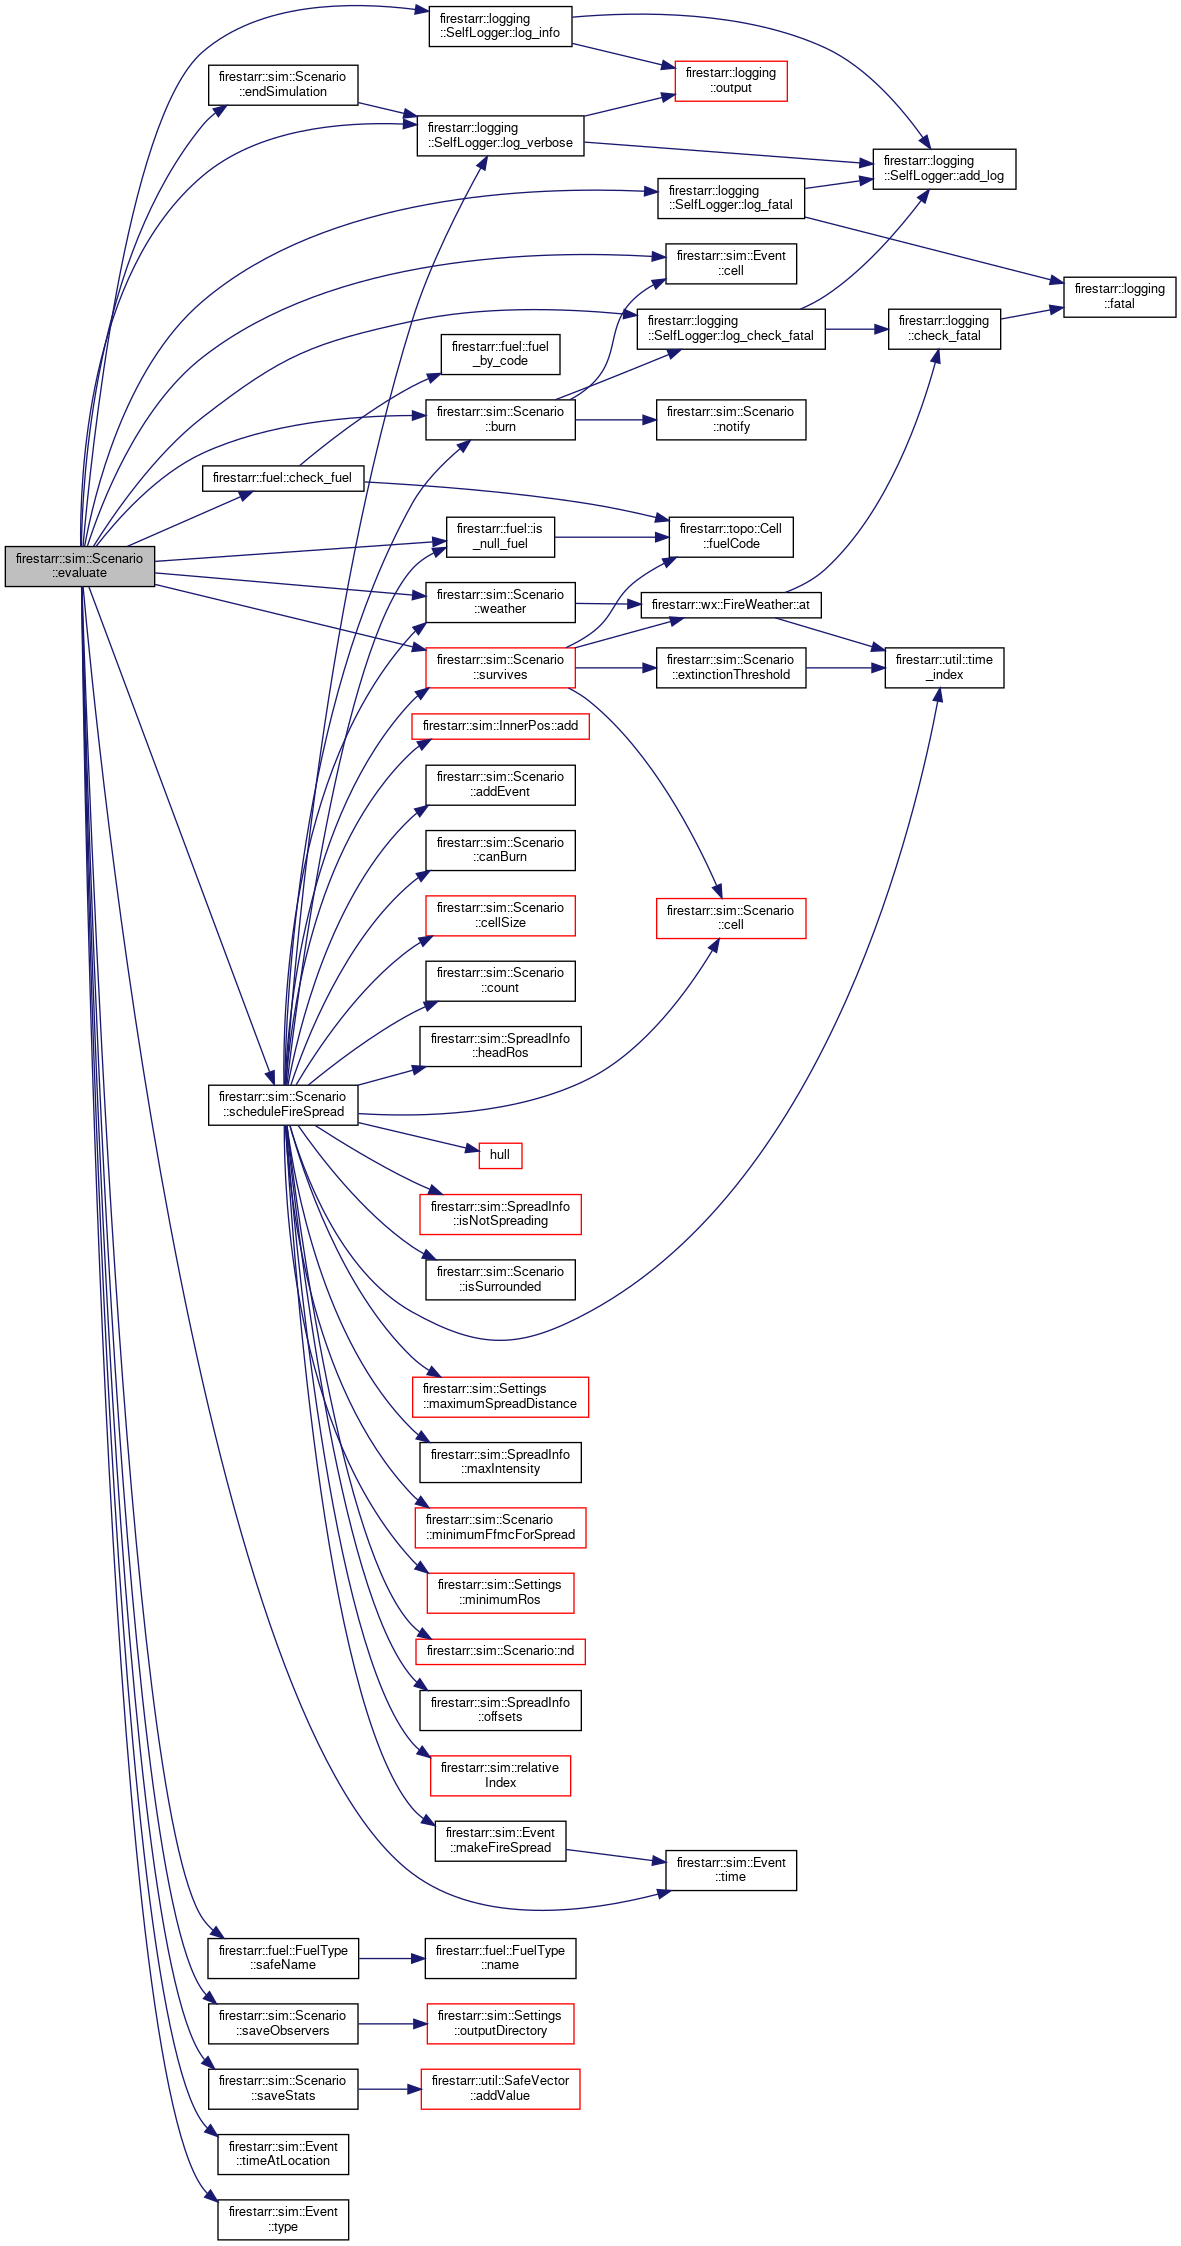 firestarr::logging
::SelfLogger::log_info
firestarr::sim::Scenario
::endSimulation
firestarr::logging
::output
firestarr::logging
::SelfLogger::log_verbose
firestarr::logging
::SelfLogger::add_log
firestarr::logging
::SelfLogger::log_fatal
firestarr::sim::Event
::cell
firestarr::logging
::fatal
firestarr::logging
::SelfLogger::log_check_fatal
firestarr::logging
::check_fatal
firestarr::fuel::fuel
_by_code
firestarr::sim::Scenario
::burn
firestarr::sim::Scenario
::notify
firestarr::fuel::check_fuel
firestarr::fuel::is
_null_fuel
firestarr::topo::Cell
::fuelCode
firestarr::sim::Scenario
::evaluate
firestarr::sim::Scenario
::weather
firestarr::wx::FireWeather::at
firestarr::sim::Scenario
::survives
firestarr::sim::Scenario
::extinctionThreshold
firestarr::util::time
_index
firestarr::sim::InnerPos::add
firestarr::sim::Scenario
::addEvent
firestarr::sim::Scenario
::canBurn
firestarr::sim::Scenario
::cellSize
firestarr::sim::Scenario
::cell
firestarr::sim::Scenario
::count
firestarr::sim::SpreadInfo
::headRos
firestarr::sim::Scenario
::scheduleFireSpread
hull
firestarr::sim::SpreadInfo
::isNotSpreading
firestarr::sim::Scenario
::isSurrounded
firestarr::sim::Settings
::maximumSpreadDistance
firestarr::sim::SpreadInfo
::maxIntensity
firestarr::sim::Scenario
::minimumFfmcForSpread
firestarr::sim::Settings
::minimumRos
firestarr::sim::Scenario::nd
firestarr::sim::SpreadInfo
::offsets
firestarr::sim::relative
Index
firestarr::sim::Event
::makeFireSpread
firestarr::sim::Event
::time
firestarr::fuel::FuelType
::safeName
firestarr::fuel::FuelType
::name
firestarr::sim::Scenario
::saveObservers
firestarr::sim::Settings
::outputDirectory
firestarr::sim::Scenario
::saveStats
firestarr::util::SafeVector
::addValue
firestarr::sim::Event
::timeAtLocation
firestarr::sim::Event
::type